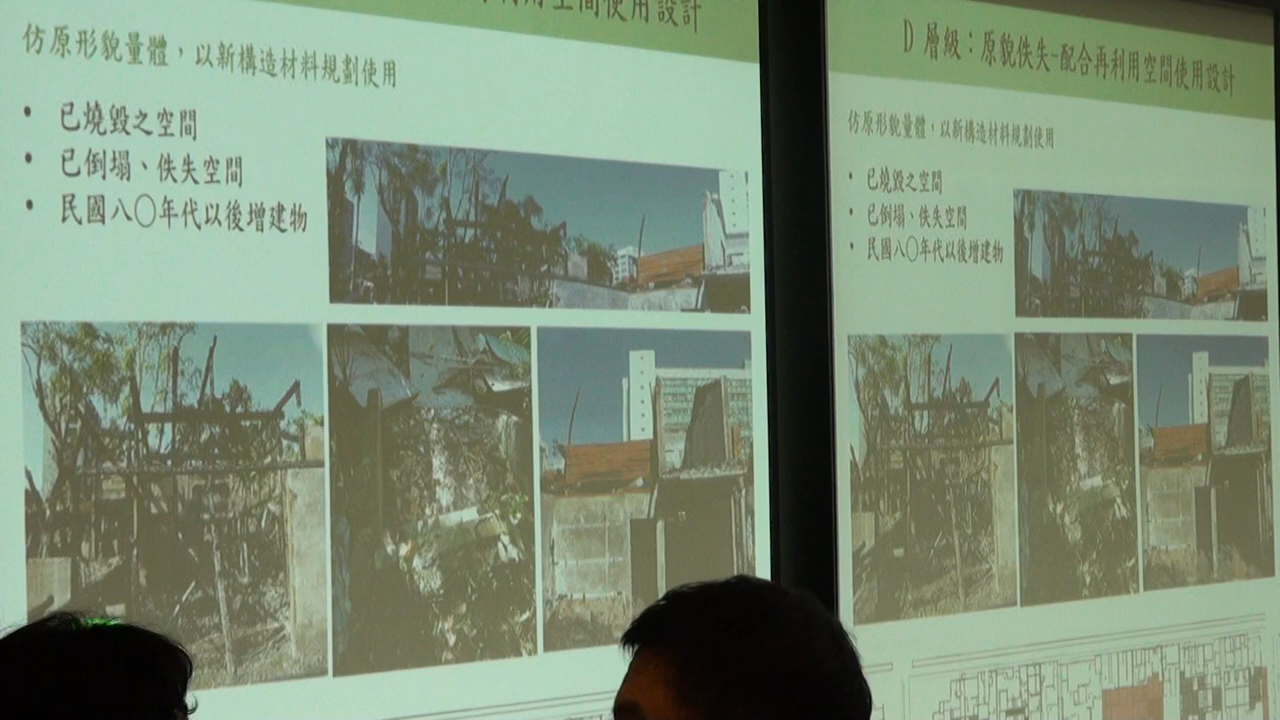 利用空間使用設計
仿原形貌量體，以新構造材料規劃使用
• 已燒毀之空間
• 已倒塌、佚失空間
• 民國八〇年代以後增建物
D 層級：原貌佚失-配合再利用空間使用設計
仿原形貌量體，以新構造材料規劃使用
• 已燒毀之空間
• 已倒塌、佚失空間
• 民國八〇年代以後增建物